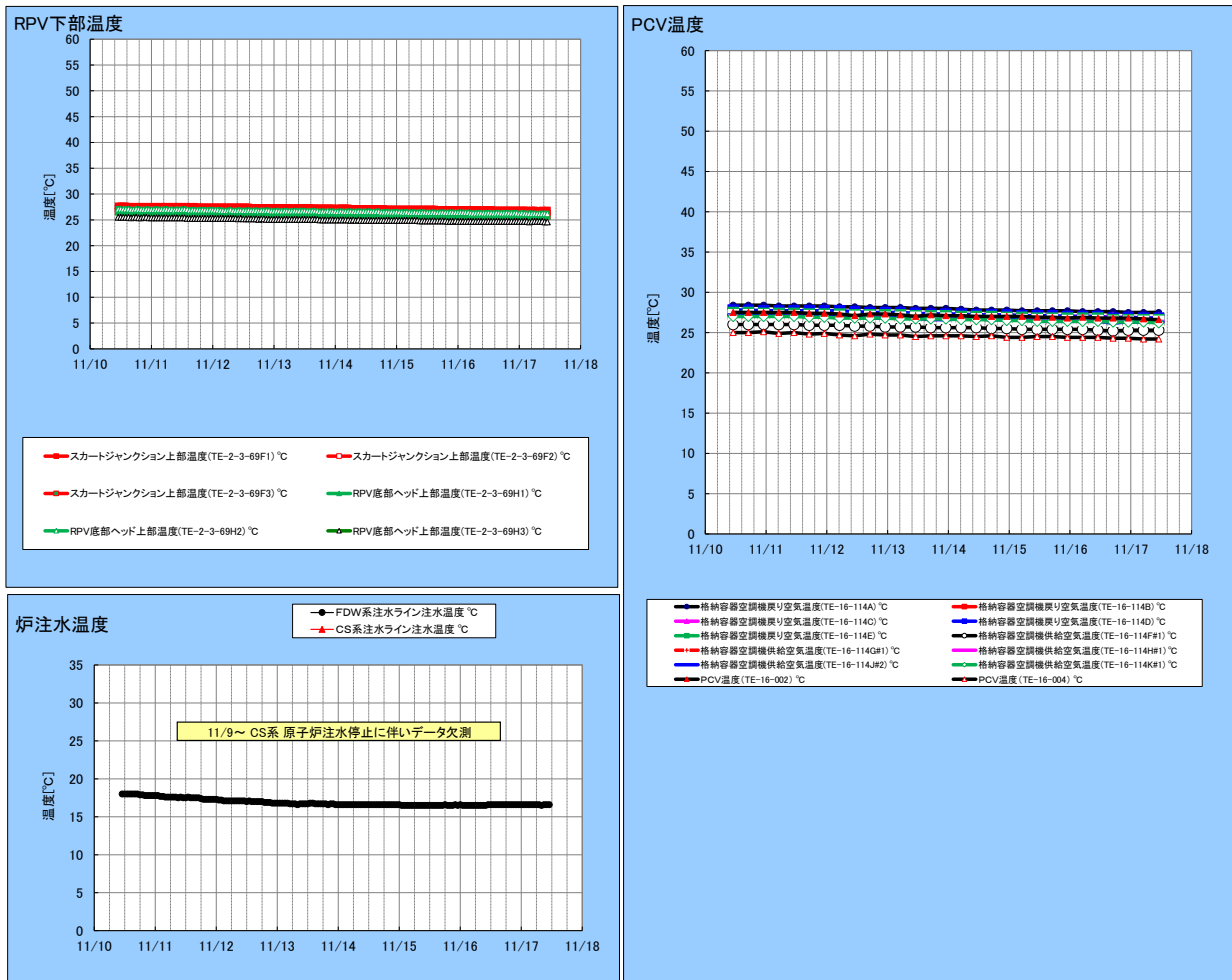 RPV下部温度
60
55
50
45
40
35
30
25
20
15
10
5
0
温度[℃]
11/10 11/11 11/12 11/13 11/14 11/15 11/16 11/17 11/18
スカートジャンクション上部温度(TE-2-3-69F1) ℃ スカートジャンクション上部温度(TE-2-3-69F2) ℃
スカートジャンクション上部温度(TE-2-3-69F3) ℃ RPV底部ヘッド上部温度(TE-2-3-69H1) ℃
RPV底部ヘッド上部温度(TE-2-3-69H2) ℃ RPV底部ヘッド上部温度(TE-2-3-69H3) ℃
PCV温度
60
55
50
45
40
35
30
25
20
15
10
5
0
温度[℃]
11/10 11/11 11/12 11/13 11/14 11/15 11/16 11/17 11/18
格納容器空調機戻り空気温度(TE-16-114A) ℃ 格納容器空調機戻り空気温度(TE-16-114B) ℃
格納容器空調機戻り空気温度(TE-16-114C) ℃ 格納容器空調機戻り空気温度(TE-16-114D) ℃
格納容器空調機戻り空気温度(TE-16-114E) ℃ 格納容器空調機供給空気温度(TE-16-114F#1) ℃
格納容器空調機供給空気温度(TE-16-114G#1) ℃ 格納容器空調機供給空気温度(TE-16-114H#1) ℃
格納容器空調機供給空気温度(TE-16-114J#2) ℃ 格納容器空調機供給空気温度(TE-16-114K#1) ℃
PCV温度(TE-16-002) ℃ PCV温度(TE-16-004) ℃
炉注水温度
FDW系注水ライン注水温度 ℃
CS系注水ライン注水温度 ℃
35
30
25
20
15
10
5
0
温度[℃]
11/9～ CS系 原子炉注水停止に伴いデータ欠測
11/10 11/11 11/12 11/13 11/14 11/15 11/16 11/17 11/18